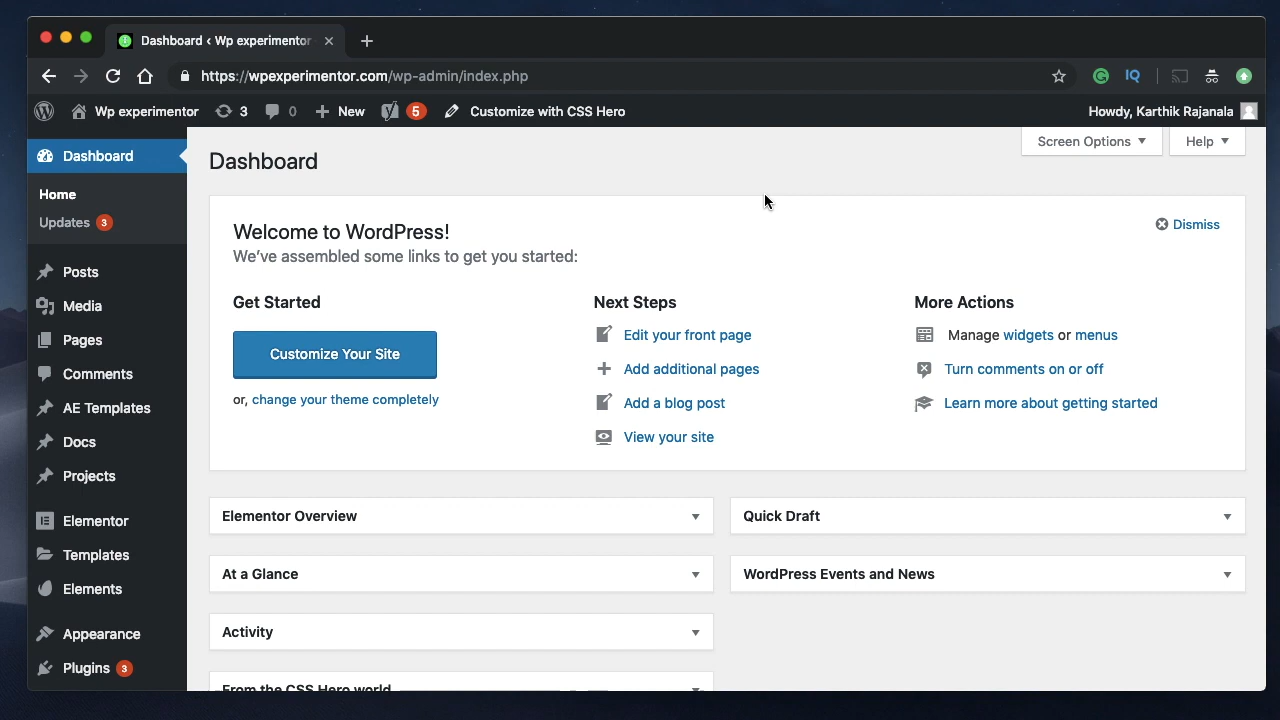 Dashboard ‹ Wp experimentor
https://wpexperimentor.com/wp-admin/index.php
IQ
Wp experimentor 3 0 New 5 Customize with CSS Hero Howdy, Karthik Rajanala
Screen Options Help
Dashboard
Home
Updates 3
Posts
Media
Pages
Comments
AE Templates
Docs
Projects
Elementor
Templates
Elements
Appearance
Plugins 3
Dashboard
Welcome to WordPress!
We've assembled some links to get you started:
Dismiss
Get Started
Customize Your Site
or, change your theme completely
Next Steps
Edit your front page
Add additional pages
Add a blog post
View your site
More Actions
Manage widgets or menus
Turn comments on or off
Learn more about getting started
Elementor Overview
At a Glance
Activity
From the CSS Hero world
Quick Draft
WordPress Events and News